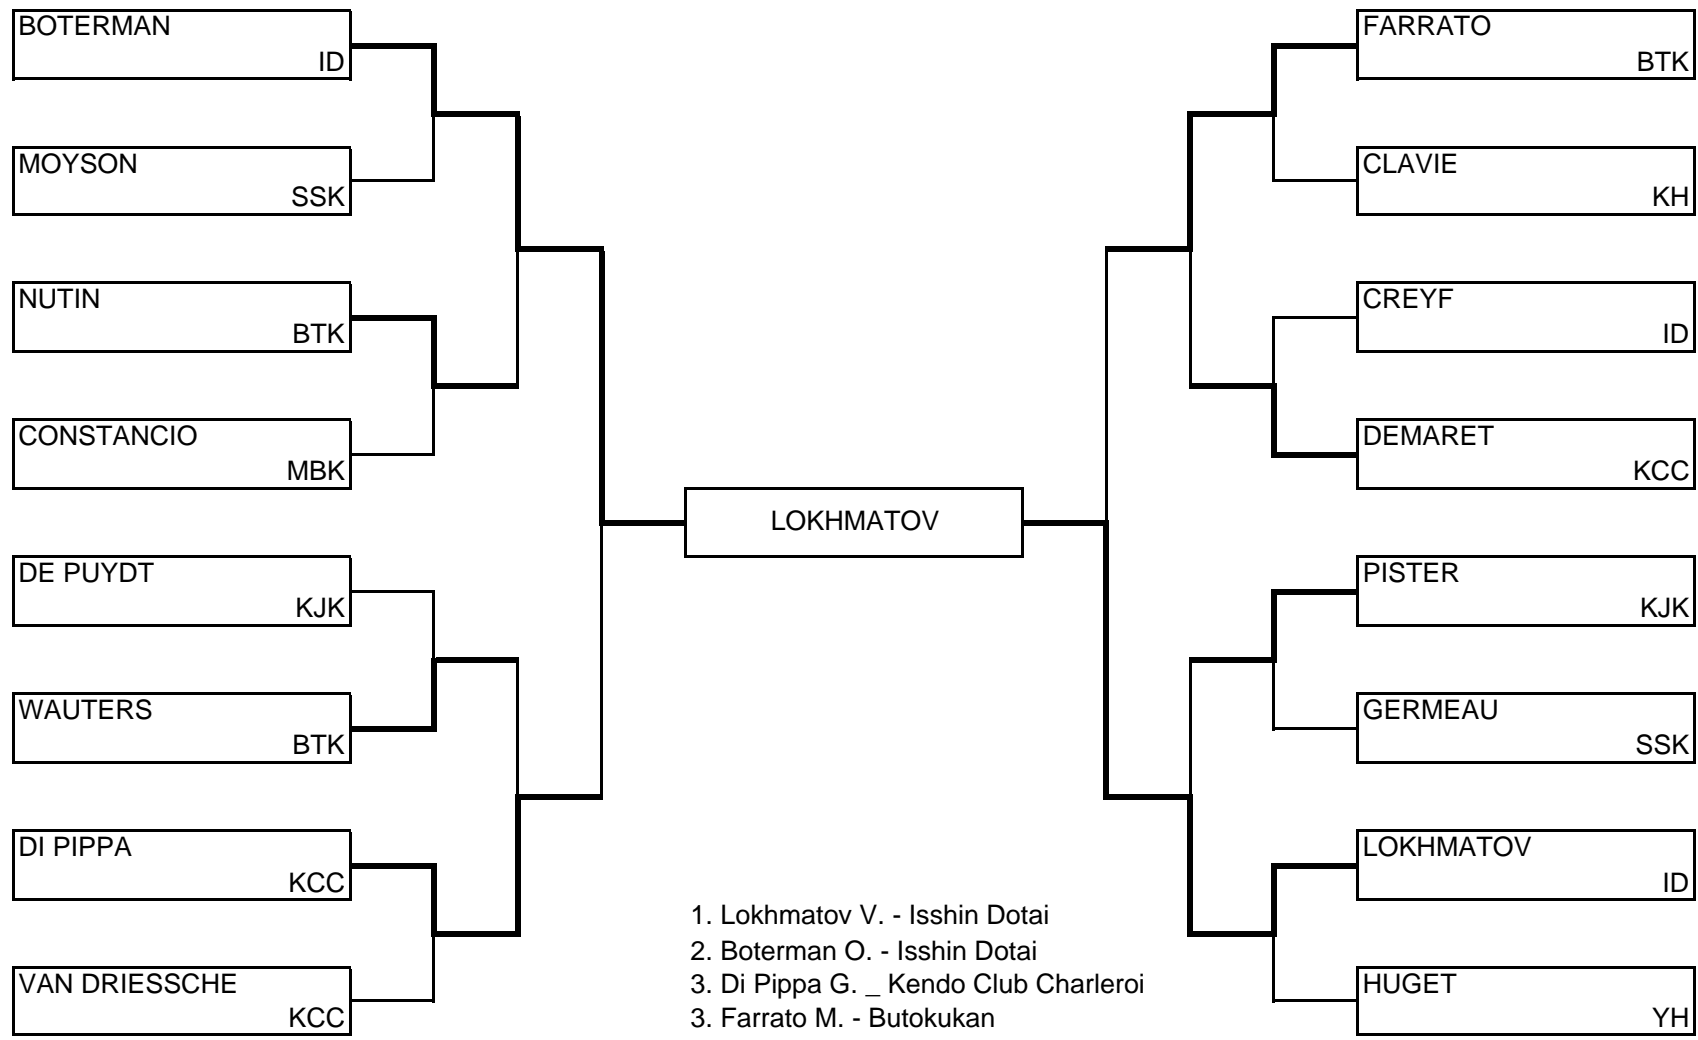 BOTERMAN
ID
MOYSON
SSK
NUTIN
BTK
CONSTANCIO
MBK
DE PUYDT
KJK
WAUTERS
BTK
DI PIPPA
KCC
VAN DRIESSCHE
KCC
LOKHMATOV
FARRATO
BTK
CLAVIE
KH
CREYF
ID
DEMARET
KCC
PISTER
KJK
GERMEAU
SSK
LOKHMATOV
ID
HUGET
YH
1. Lokhmatov V. - Isshin Dotai
2. Boterman O. - Isshin Dotai
3. Di Pippa G. _ Kendo Club Charleroi
3. Farrato M. - Butokukan